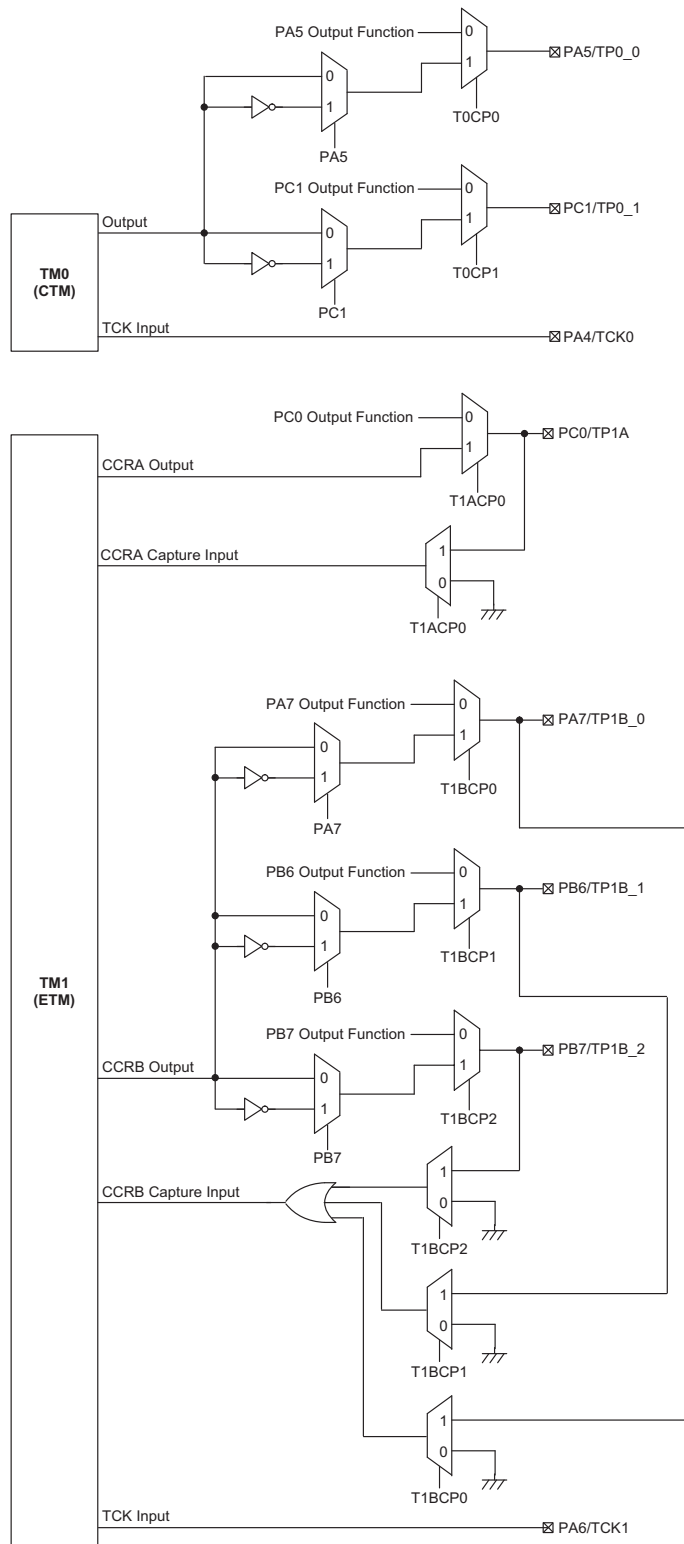 PA5 Output Function
0
1
T0CP0
PA5/TP0_0
0
1
PA5
PC1 Output Function
0
1
T0CP1
PC1/TP0_1
Output
0
1
PC1
TM0
(CTM)
TCK Input
PA4/TCK0
PC0 Output Function
0
1
T1ACP0
PC0/TP1A
CCRA Output
CCRA Capture Input
1
0
T1ACP0
PA7 Output Function
0
1
T1BCP0
PA7/TP1B_0
0
1
PA7
PB6 Output Function
0
1
T1BCP1
PB6/TP1B_1
0
1
PB6
TM1
(ETM)
PB7 Output Function
0
1
T1BCP2
PB7/TP1B_2
CCRB Output
0
1
PB7
CCRB Capture Input
1
0
T1BCP2
1
0
T1BCP1
1
0
T1BCP0
TCK Input
PA6/TCK1